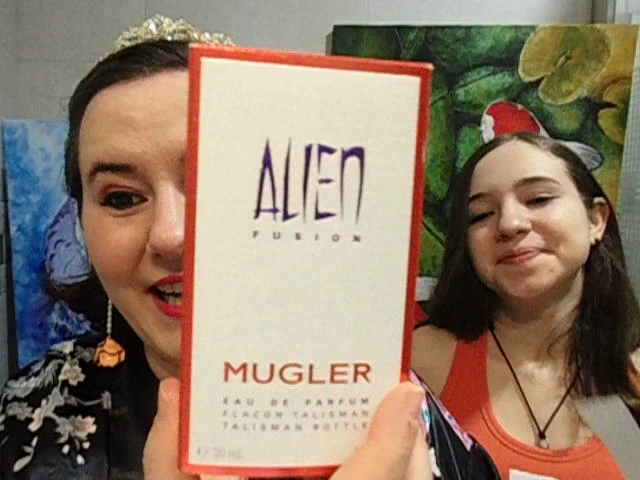 ALIEN
FUSION
MUGLER
EAU DE PARFUM
FLACON TALISMAN
TALISMAN BOTTLE
℮ 30 mL